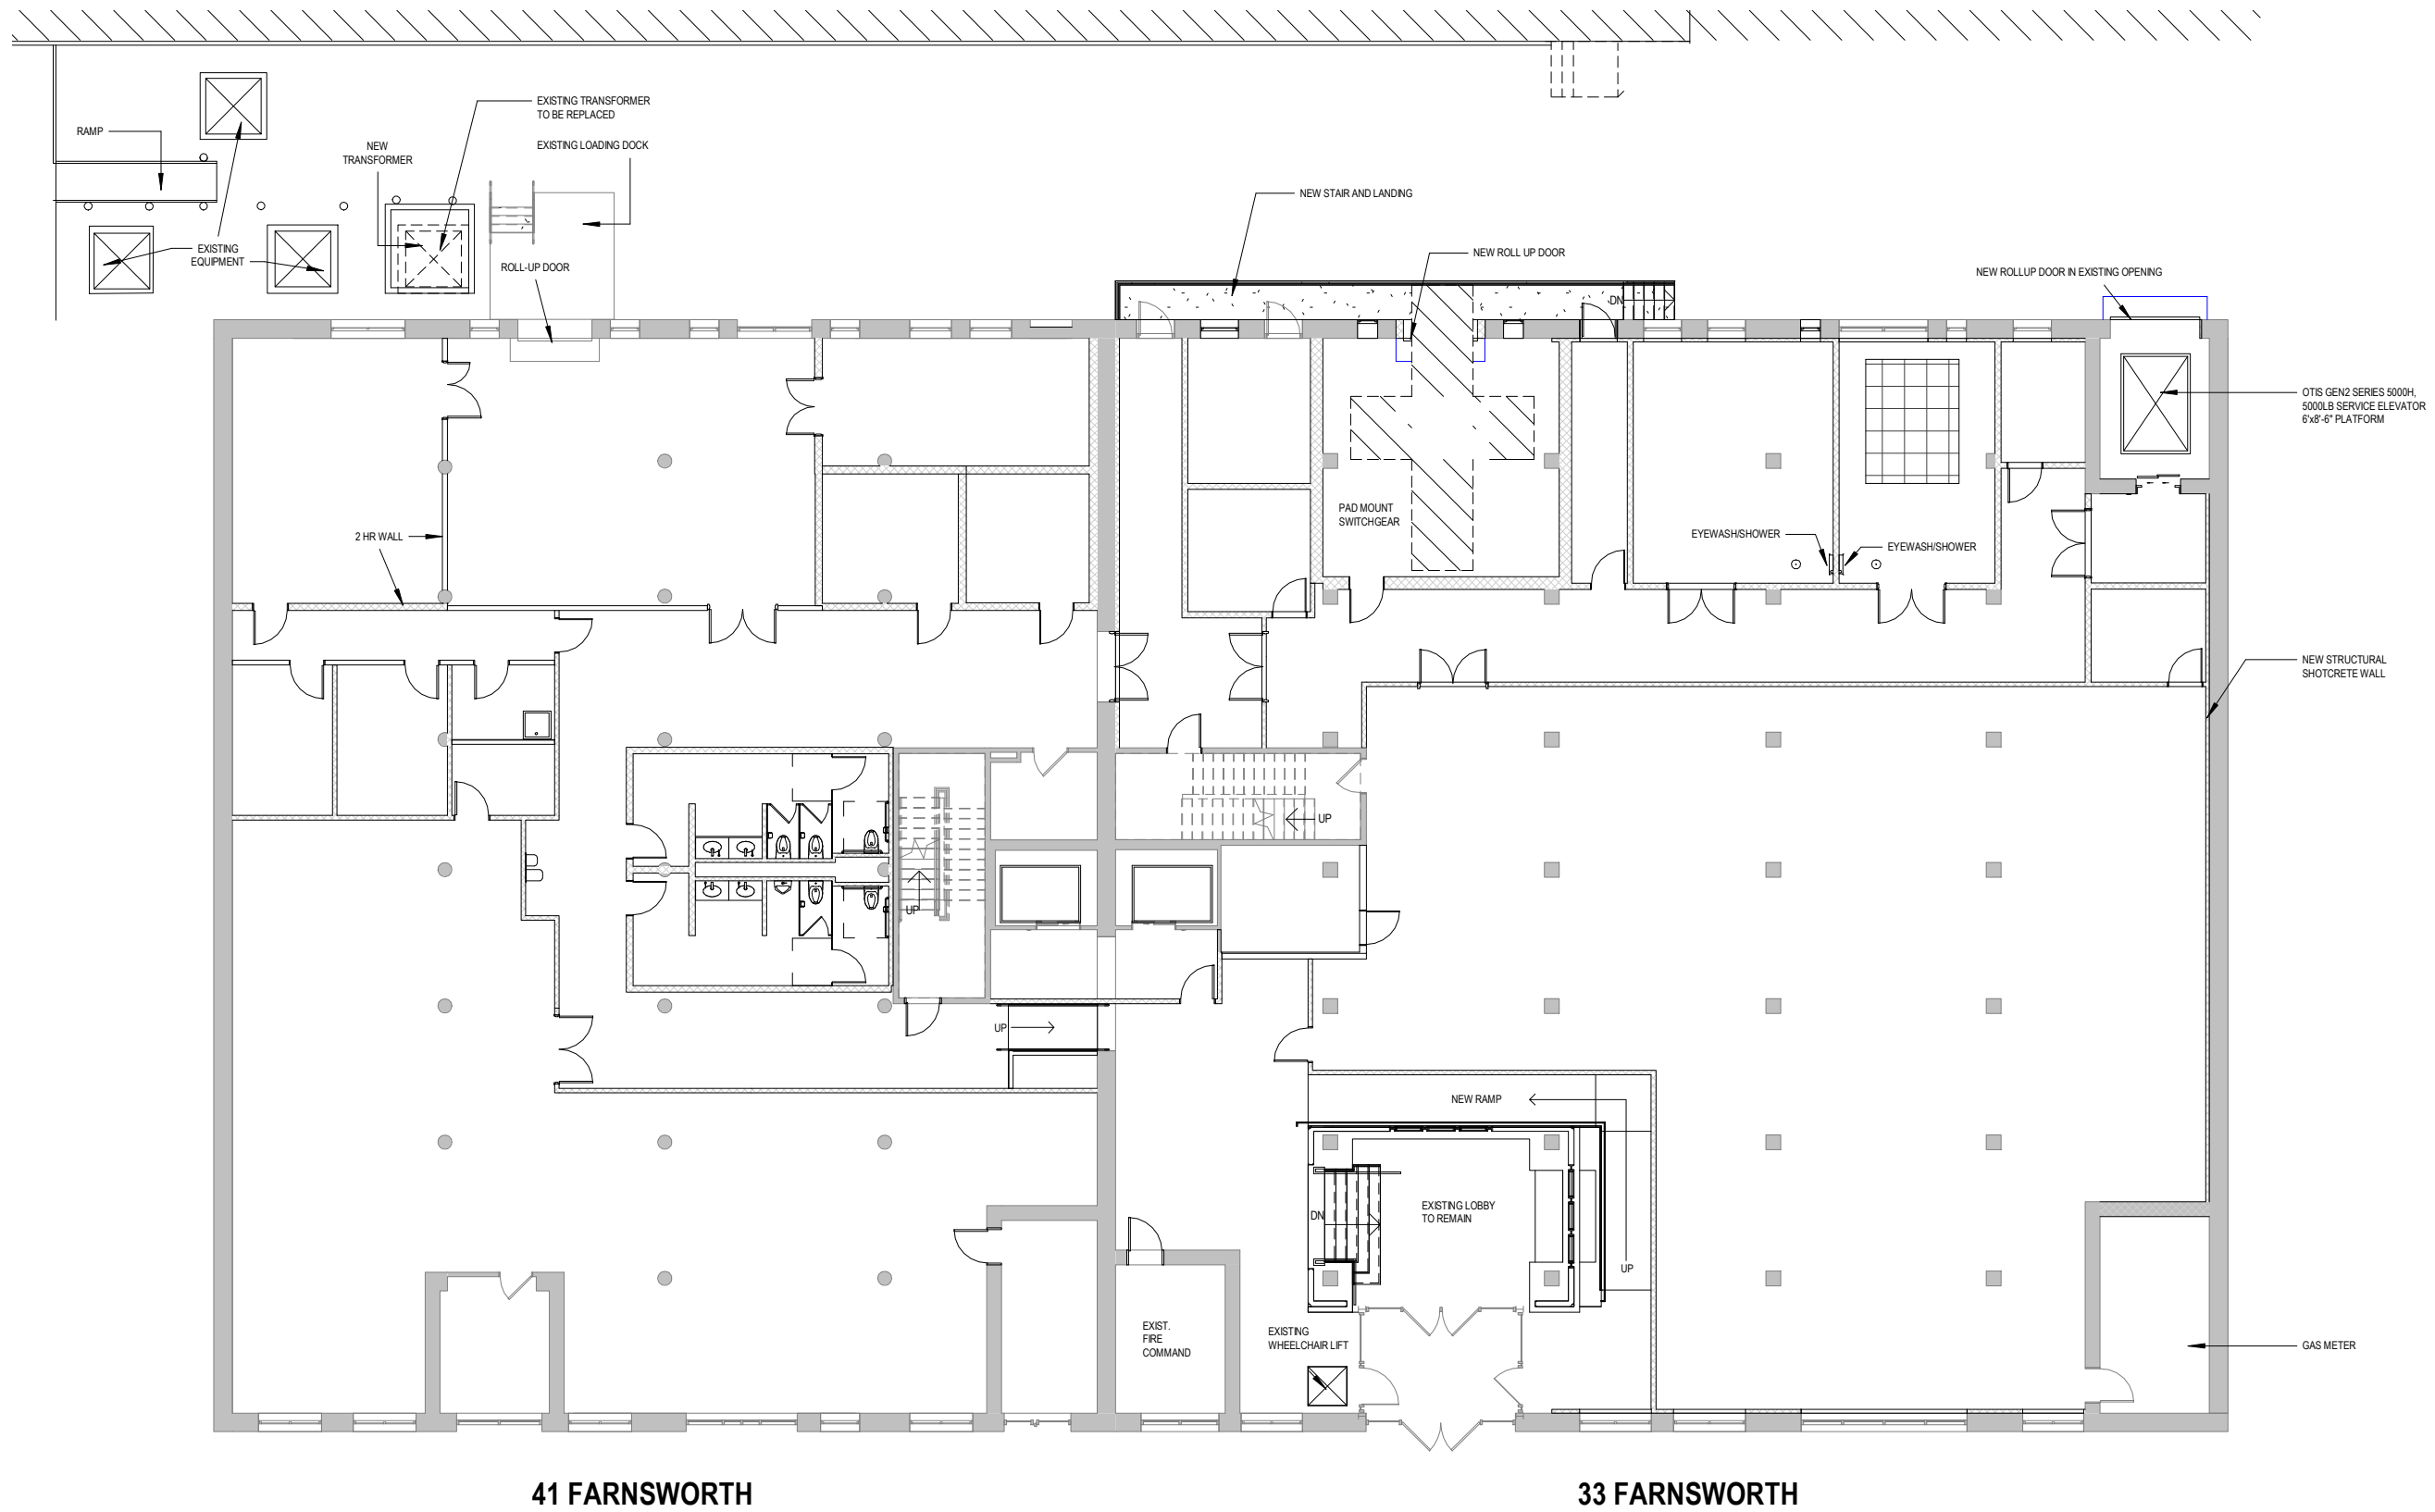 EXISTING TRANSFORMER
TO BE REPLACED
RAMP
EXISTING LOADING DOCK
NEW
TRANSFORMER
NEW STAIR AND LANDING
EXISTING
EQUIPMENT
ROLL-UP DOOR
NEW ROLL UP DOOR
NEW ROLLUP DOOR IN EXISTING OPENING
DN
OTIS GEN2 SERIES 5000H,
5000LB SERVICE ELEVATOR
6'x8'-6" PLATFORM
PAD MOUNT
SWITCHGEAR
2 HR WALL
EYEWASH/SHOWER
EYEWASH/SHOWER
NEW STRUCTURAL
SHOTCRETE WALL
UP
UP
UP
NEW RAMP
EXISTING LOBBY
TO REMAIN
DN
UP
EXIST.
FIRE
COMMAND
EXISTING
WHEELCHAIR LIFT
GAS METER
41 FARNSWORTH
33 FARNSWORTH